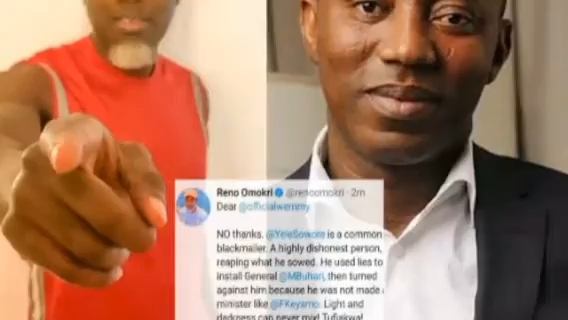 Reno Omokri @renoomokri · 2m
Dear @officialwemmy
NO thanks. @YeleSowore is a common
blackmailer. A highly dishonest person,
reaping what he sowed. He used lies to
install General @MBuhari, then turned
against him because he was not made a
minister like @FKeyamo. Light and
darkness can never mix! Tufiakwa!